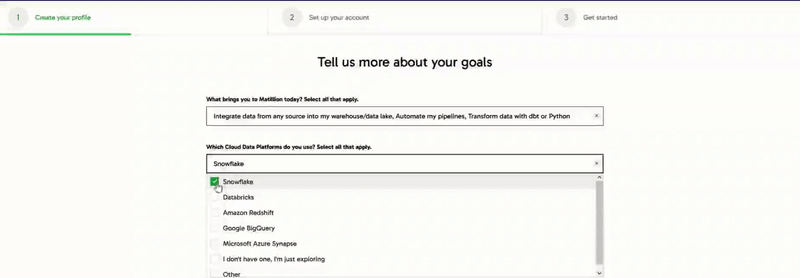 1 Create your profile 2 Set up your account 3 Get started
Tell us more about your goals
What brings you to Matillion today? Select all that apply.
Integrate data from any source into my warehouse/data lake, Automate my pipelines, Transform data with dbt or Python
Which Cloud Data Platforms do you use? Select all that apply.
Snowflake
Snowflake
Databricks
Amazon Redshift
Google BigQuery
Microsoft Azure Synapse
I don't have one, I'm just exploring
Other